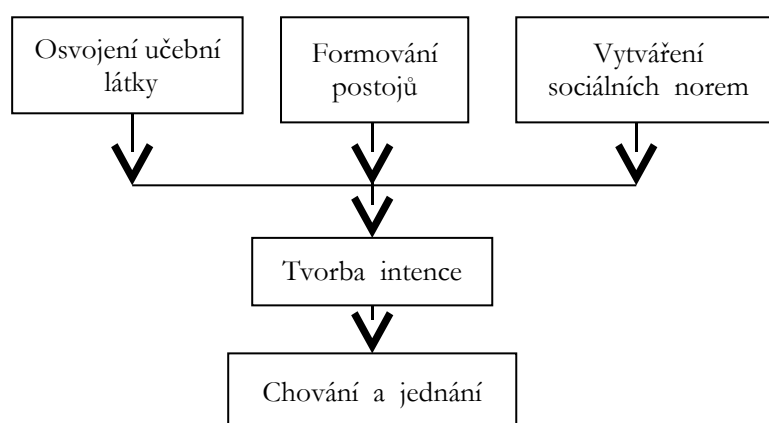 Osvojení učební
látky
Formování
postojů
Vytváření
sociálních norem
Tvorba intence
Chování a jednání